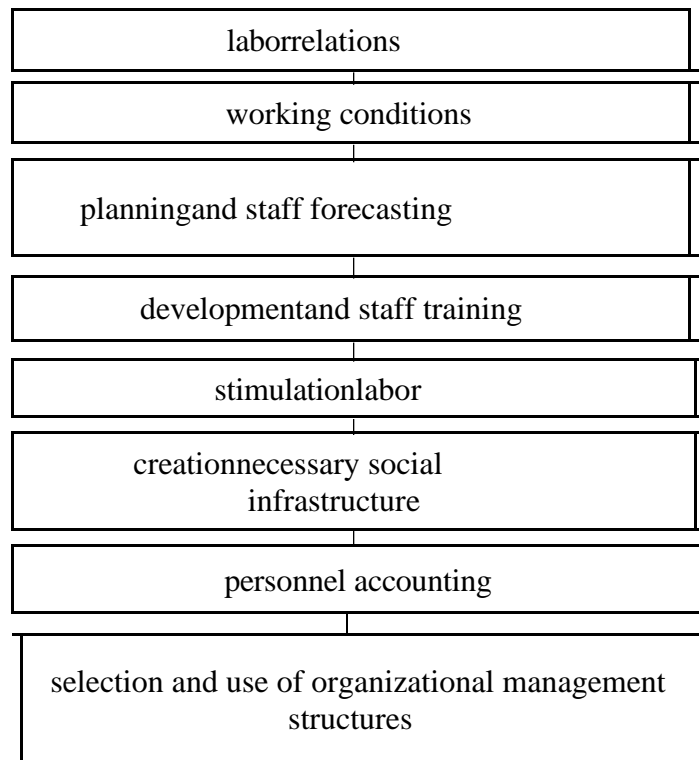 laborrelations
working conditions
planningand staff forecasting
developmentand staff training
stimulationlabor
creationnecessary social
infrastructure
personnel accounting
selection and use of organizational management
structures